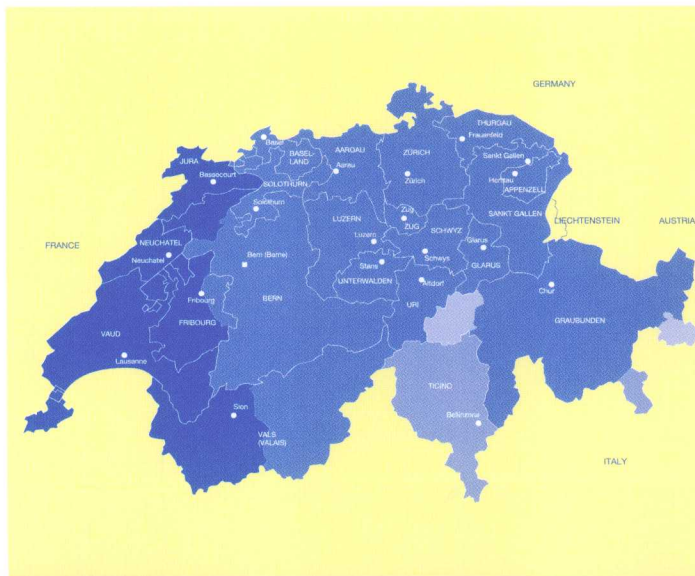 GERMANY
THURGAU
Frauenfeld
Basel
BASEL-
LAND
AARGAU
Aarau
ZÜRICH
Zürich
JURA
Bassecourt
Sankt Gallen
Herisau
APPENZELL
SOLOTHURN
Solothurn
LUZERN
Luzern
Zug
ZUG
SCHWYZ
Schwys
SANKT GALLEN
Glarus
GLARUS
LIECHTENSTEIN
AUSTRIA
FRANCE
NEUCHATEL
Neuchatel
Bern (Berne)
BERN
Stans
UNTERWALDEN
Altdorf
URI
Chur
GRAUBUNDEN
Fribourg
FRIBOURG
VAUD
Lausanne
TICINO
Bellinzona
Sion
VALS
(VALAIS)
ITALY